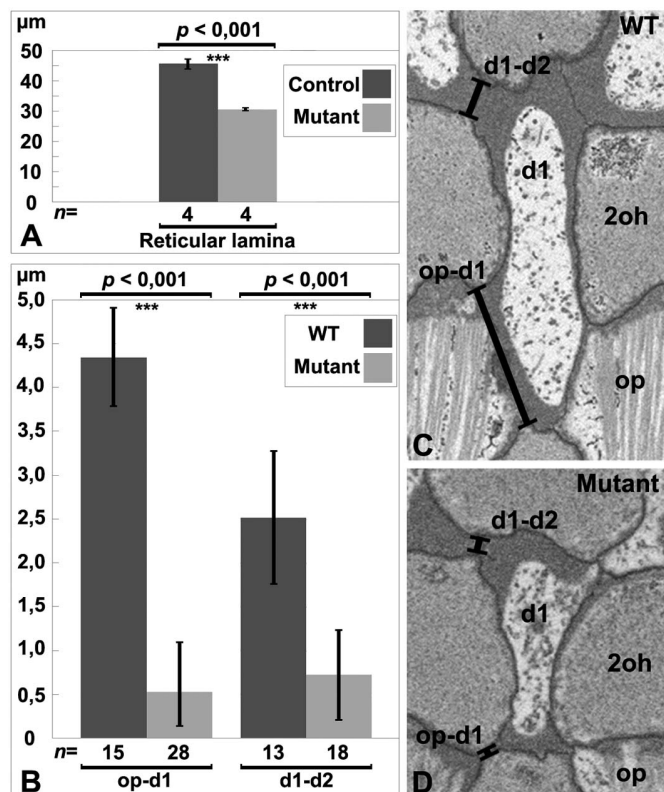 µm
p < 0,001
50
***
Control
Mutant
40
30
20
10
0
n= 4 4
A
Reticular lamina
µm
p < 0,001 p < 0,001
5,0
*** ***
WT
Mutant
4,5
4,0
3,5
3,0
2,5
2,0
1,5
1,0
0,5
0
n= 15 28 13 18
B
op-d1 d1-d2
WT
d1-d2
d1
2oh
op-d1
op
C
Mutant
d1-d2
d1
2oh
op-d1
op
D